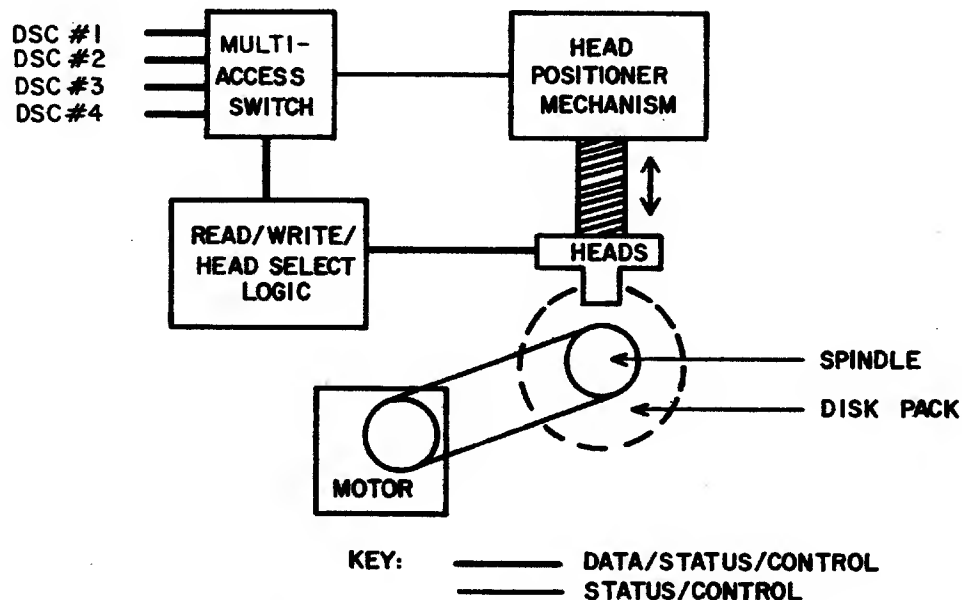 DSC #1
DSC #2
DSC #3
DSC #4
MULTI-
ACCESS
SWITCH
HEAD
POSITIONER
MECHANISM
READ/WRITE/
HEAD SELECT
LOGIC
HEADS
SPINDLE
DISK PACK
MOTOR
KEY:
DATA/STATUS/CONTROL
STATUS/CONTROL